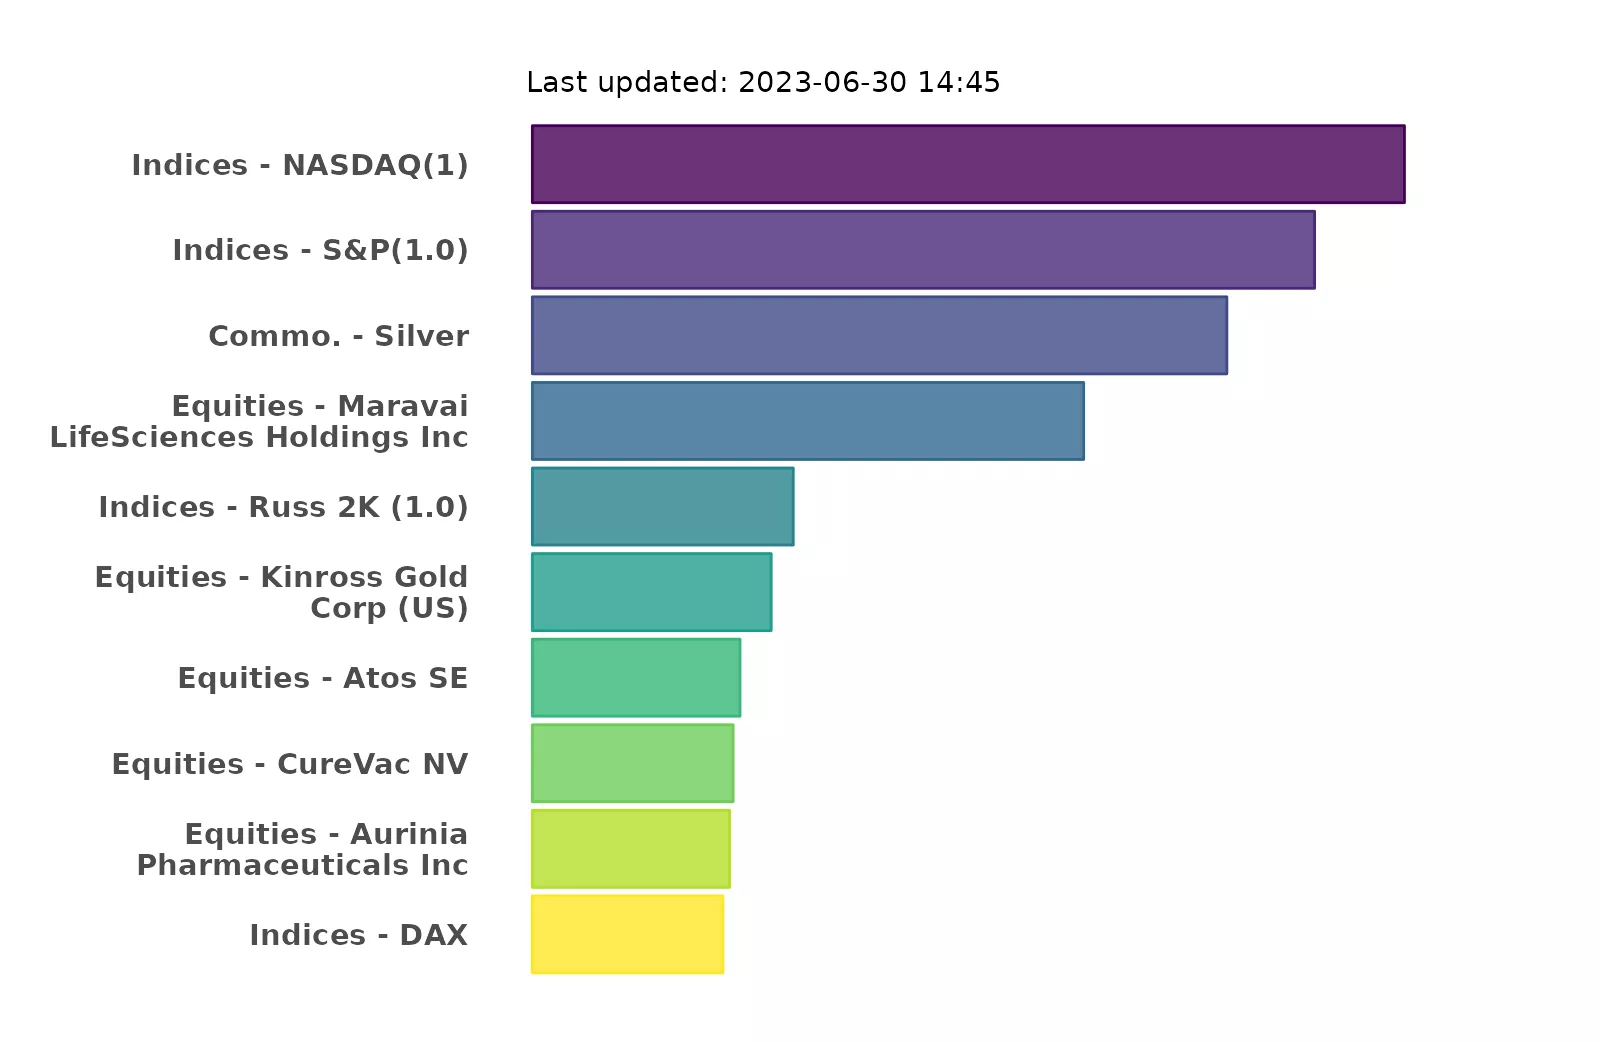 Last updated: 2023-06-30 14:45
Indices - NASDAQ(1)
Indices - S&P(1.0)
Commo. - Silver
Equities - Maravai
LifeSciences Holdings Inc
Indices - Russ 2K (1.0)
Equities - Kinross Gold
Corp (US)
Equities - Atos SE
Equities - CureVac NV
Equities - Aurinia
Pharmaceuticals Inc
Indices - DAX